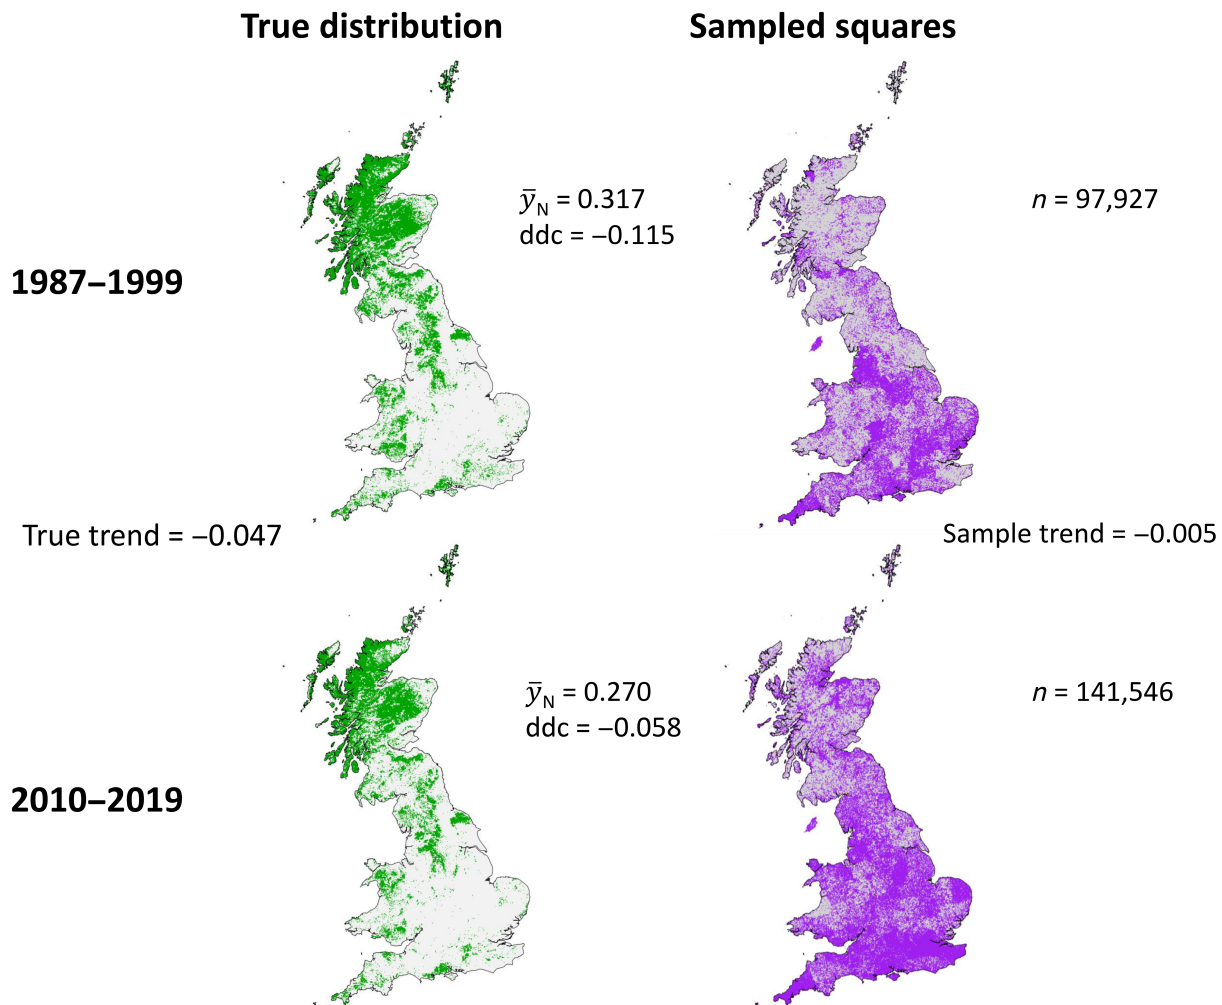 True distribution
Sampled squares
1987–1999
ȳN = 0.317
ddc = –0.115
n = 97,927
True trend = –0.047
Sample trend = –0.005
2010–2019
ȳN = 0.270
ddc = –0.058
n = 141,546